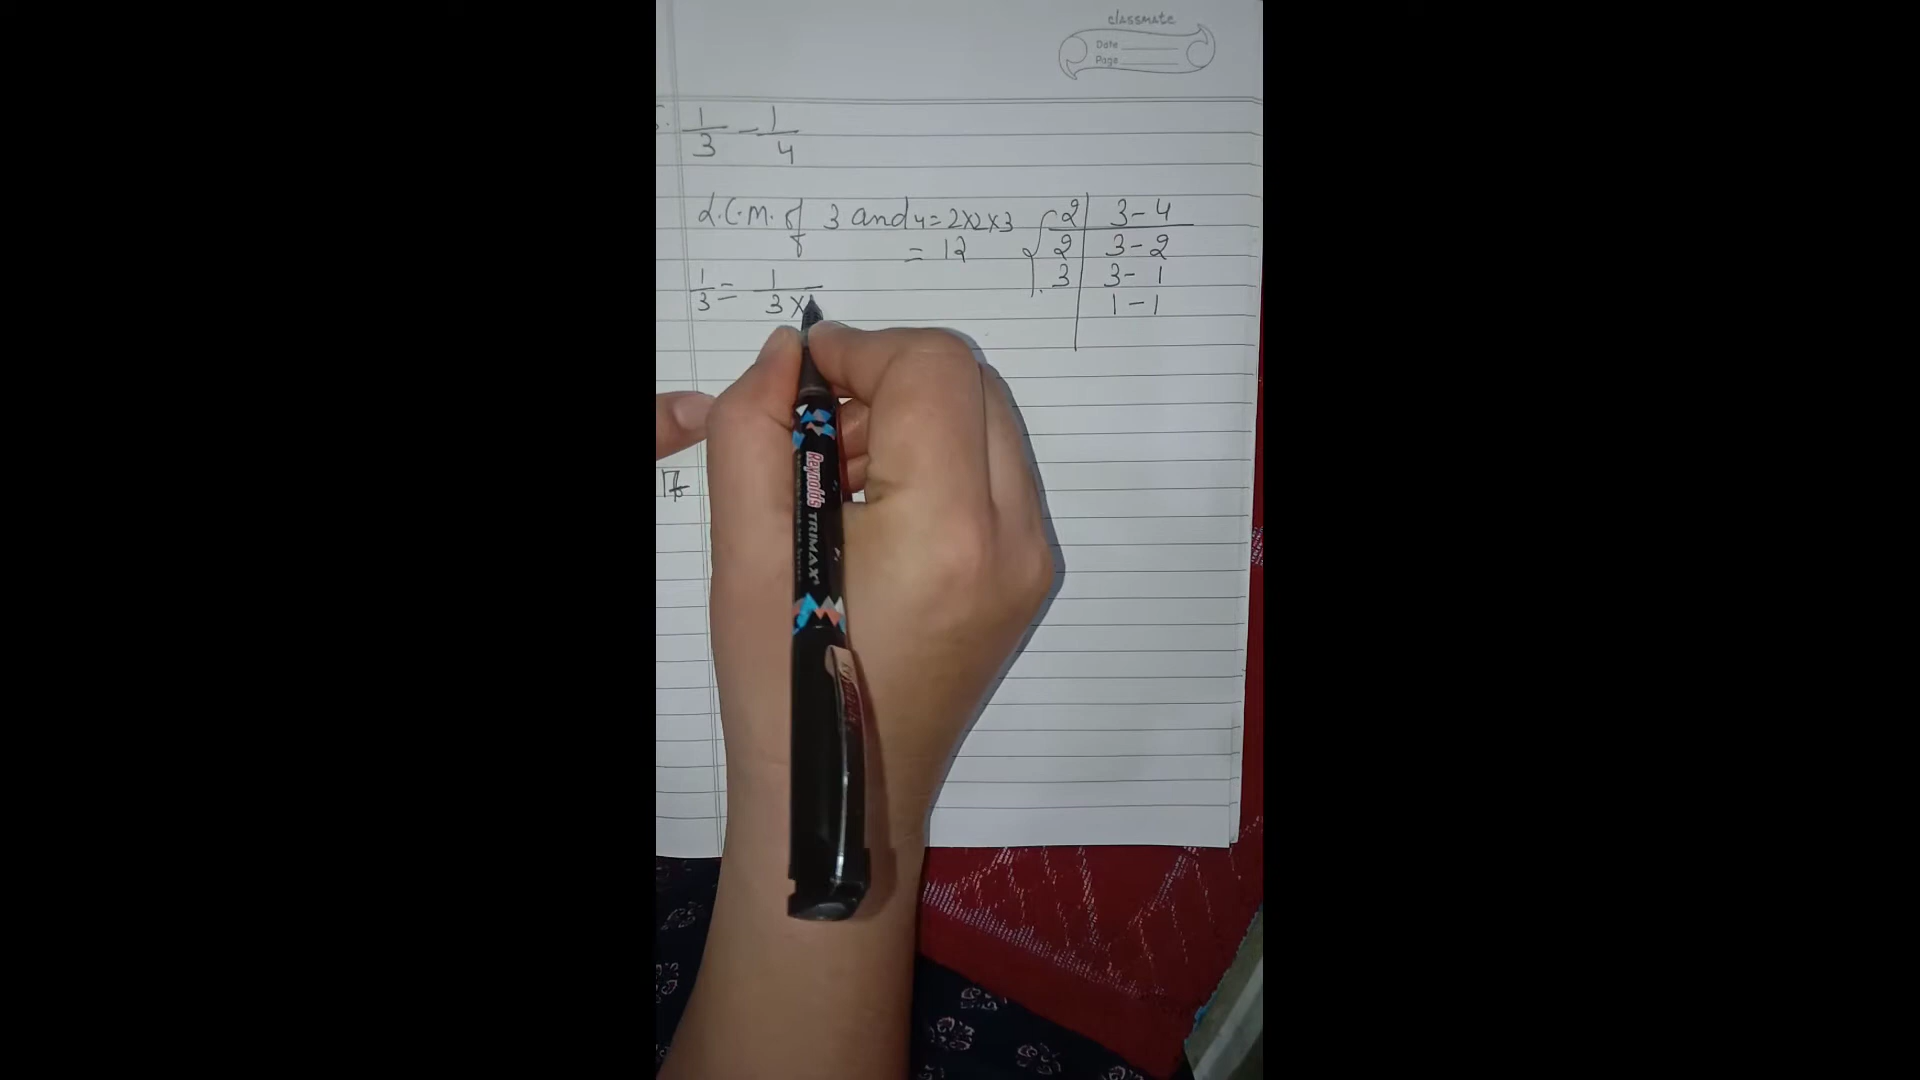 classmate
Date
Page
1/3 - 1/4
L.C.M. of 3 and 4 = 2x2x3
= 12
2 | 3 - 4
2 | 3 - 2
3 | 3 - 1
1 - 1
1/3 = 1/3x
Reynolds TRIMAX